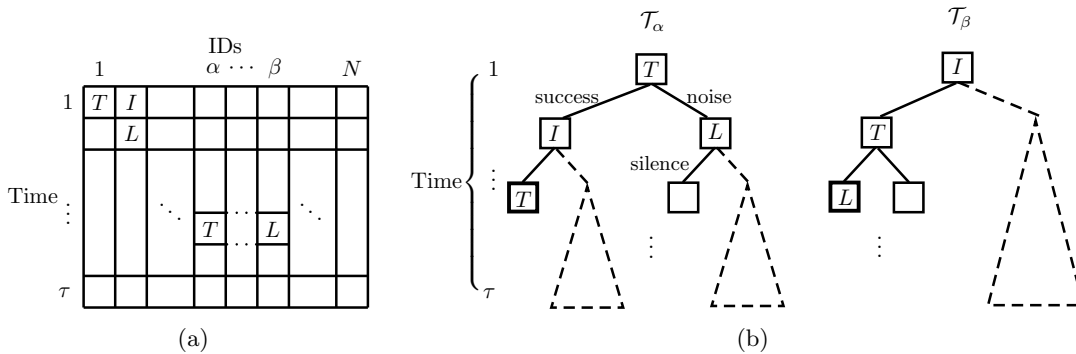 IDs
1 α ⋯ β N
1 T I
L
Time
⋮ ⋱ ⋯ ⋱
T ⋯ L
τ
(a)
𝒯α 𝒯β
1 T I
success noise
I L T
silence
Time ⋮
T L
⋮ ⋮
τ
(b)